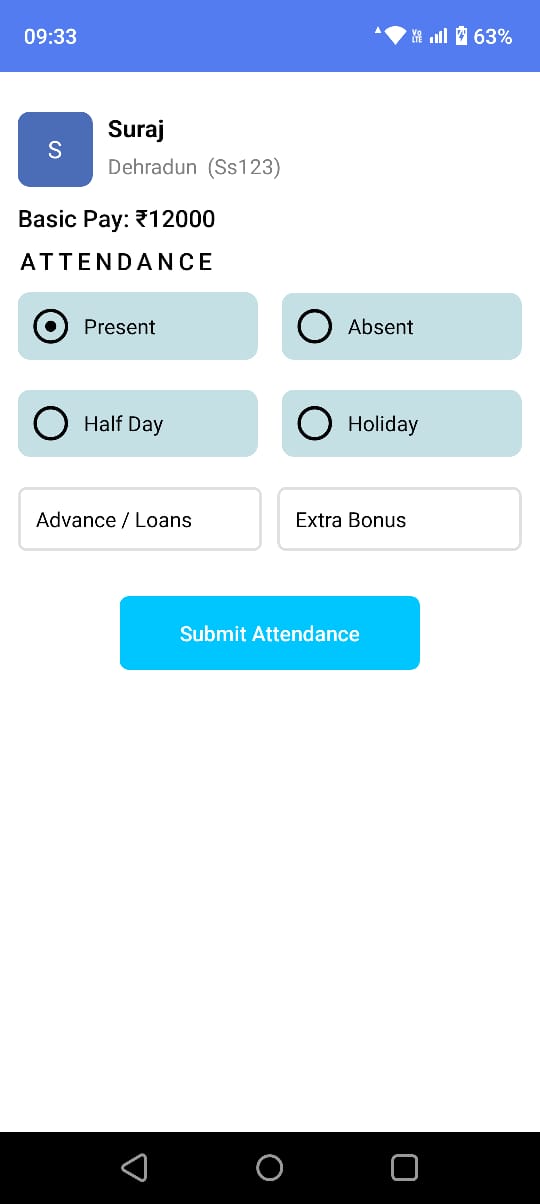 09:33 Vo LTE 63%
S
Suraj
Dehradun (Ss123)
Basic Pay: ₹12000
ATTENDANCE
Present Absent
Half Day Holiday
Advance / Loans Extra Bonus
Submit Attendance